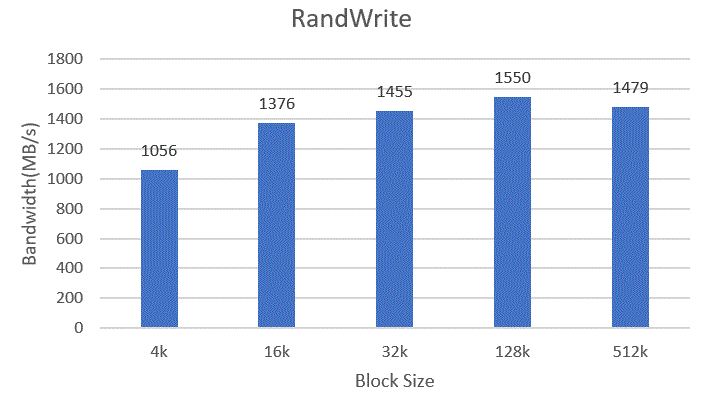 RandWrite
1800
1600
1400
1200
1000
800
600
400
200
0
Bandwidth(MB/s)
1056
1376
1455
1550
1479
4k
16k
32k
128k
512k
Block Size